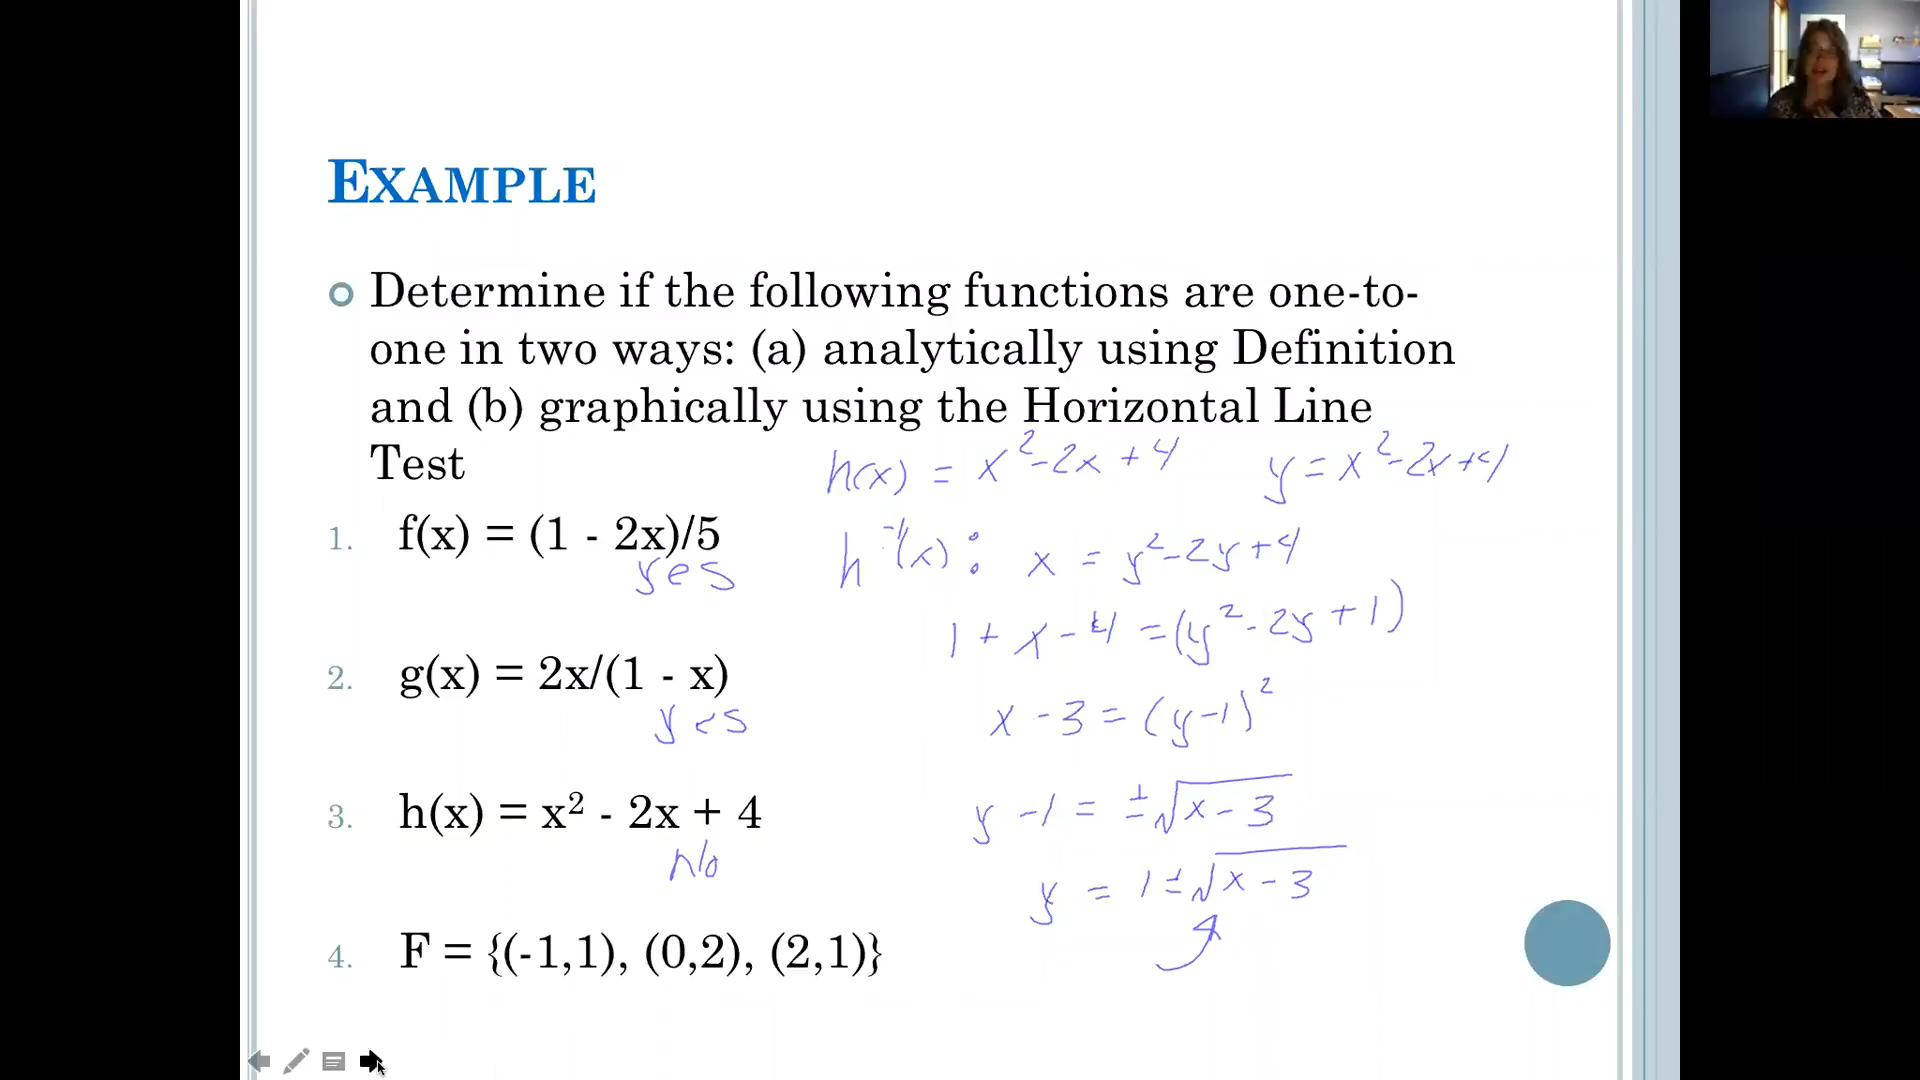 EXAMPLE
Determine if the following functions are one-to-
one in two ways: (a) analytically using Definition
and (b) graphically using the Horizontal Line
Test
h(x) = x² - 2x + 4
y = x² - 2x + 4
1. f(x) = (1 - 2x)/5
yes
h⁻¹(x): x = y² - 2y + 4
1 + x - 4 = (y² - 2y + 1)
2. g(x) = 2x/(1 - x)
yes
x - 3 = (y - 1)²
3. h(x) = x² - 2x + 4
no
y - 1 = ±√x - 3
y = 1 ± √x - 3
4. F = {(-1,1), (0,2), (2,1)}